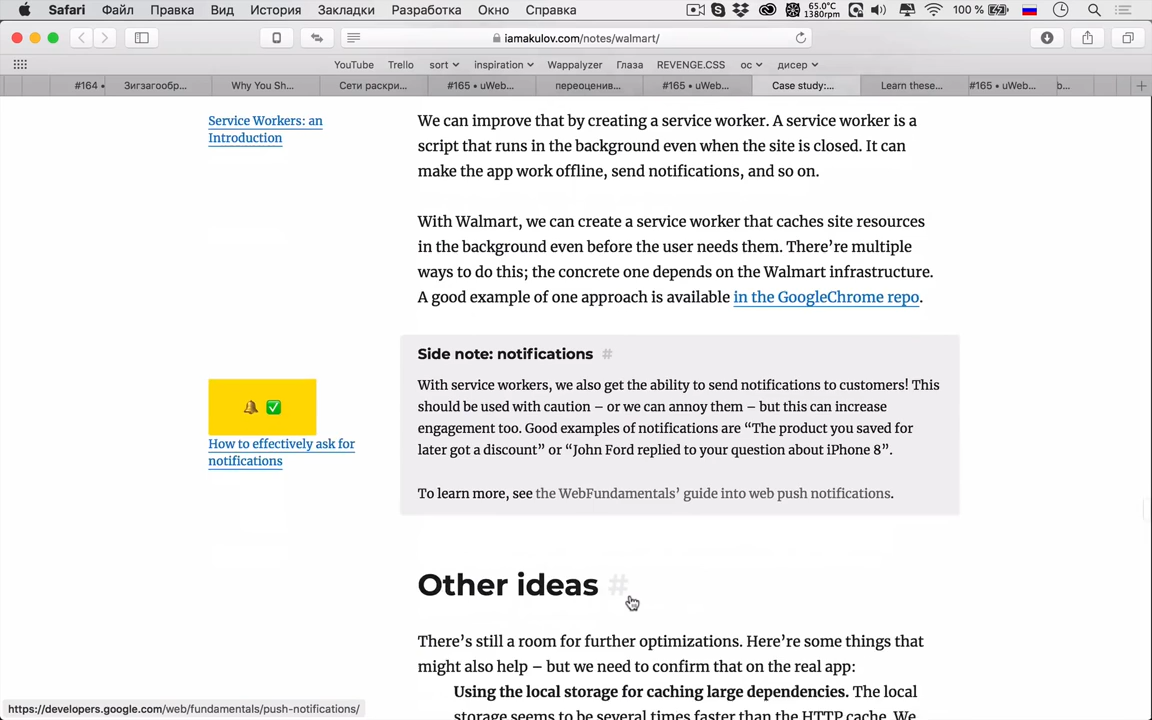 Safari Файл Правка Вид История Закладки Разработка Окно Справка 65.0°C 1380rpm 100 %
iamakulov.com/notes/walmart/
YouTube Trello sort inspiration Wappalyzer Глаза REVENGE.CSS ос дисер
#164 • Зигзагообр... Why You Sh... Сети раскри... #165 • uWeb... переоценив... #165 • uWeb... Case study:... Learn these... #165 • uWeb... b...
Service Workers: an
Introduction
We can improve that by creating a service worker. A service worker is a
script that runs in the background even when the site is closed. It can
make the app work offline, send notifications, and so on.
With Walmart, we can create a service worker that caches site resources
in the background even before the user needs them. There’re multiple
ways to do this; the concrete one depends on the Walmart infrastructure.
A good example of one approach is available in the GoogleChrome repo.
Side note: notifications #
With service workers, we also get the ability to send notifications to customers! This
should be used with caution – or we can annoy them – but this can increase
engagement too. Good examples of notifications are “The product you saved for
later got a discount” or “John Ford replied to your question about iPhone 8”.
To learn more, see the WebFundamentals’ guide into web push notifications.
How to effectively ask for
notifications
Other ideas #
There’s still a room for further optimizations. Here’re some things that
might also help – but we need to confirm that on the real app:
Using the local storage for caching large dependencies. The local
storage seems to be several times faster than the HTTP cache. We
https://developers.google.com/web/fundamentals/push-notifications/